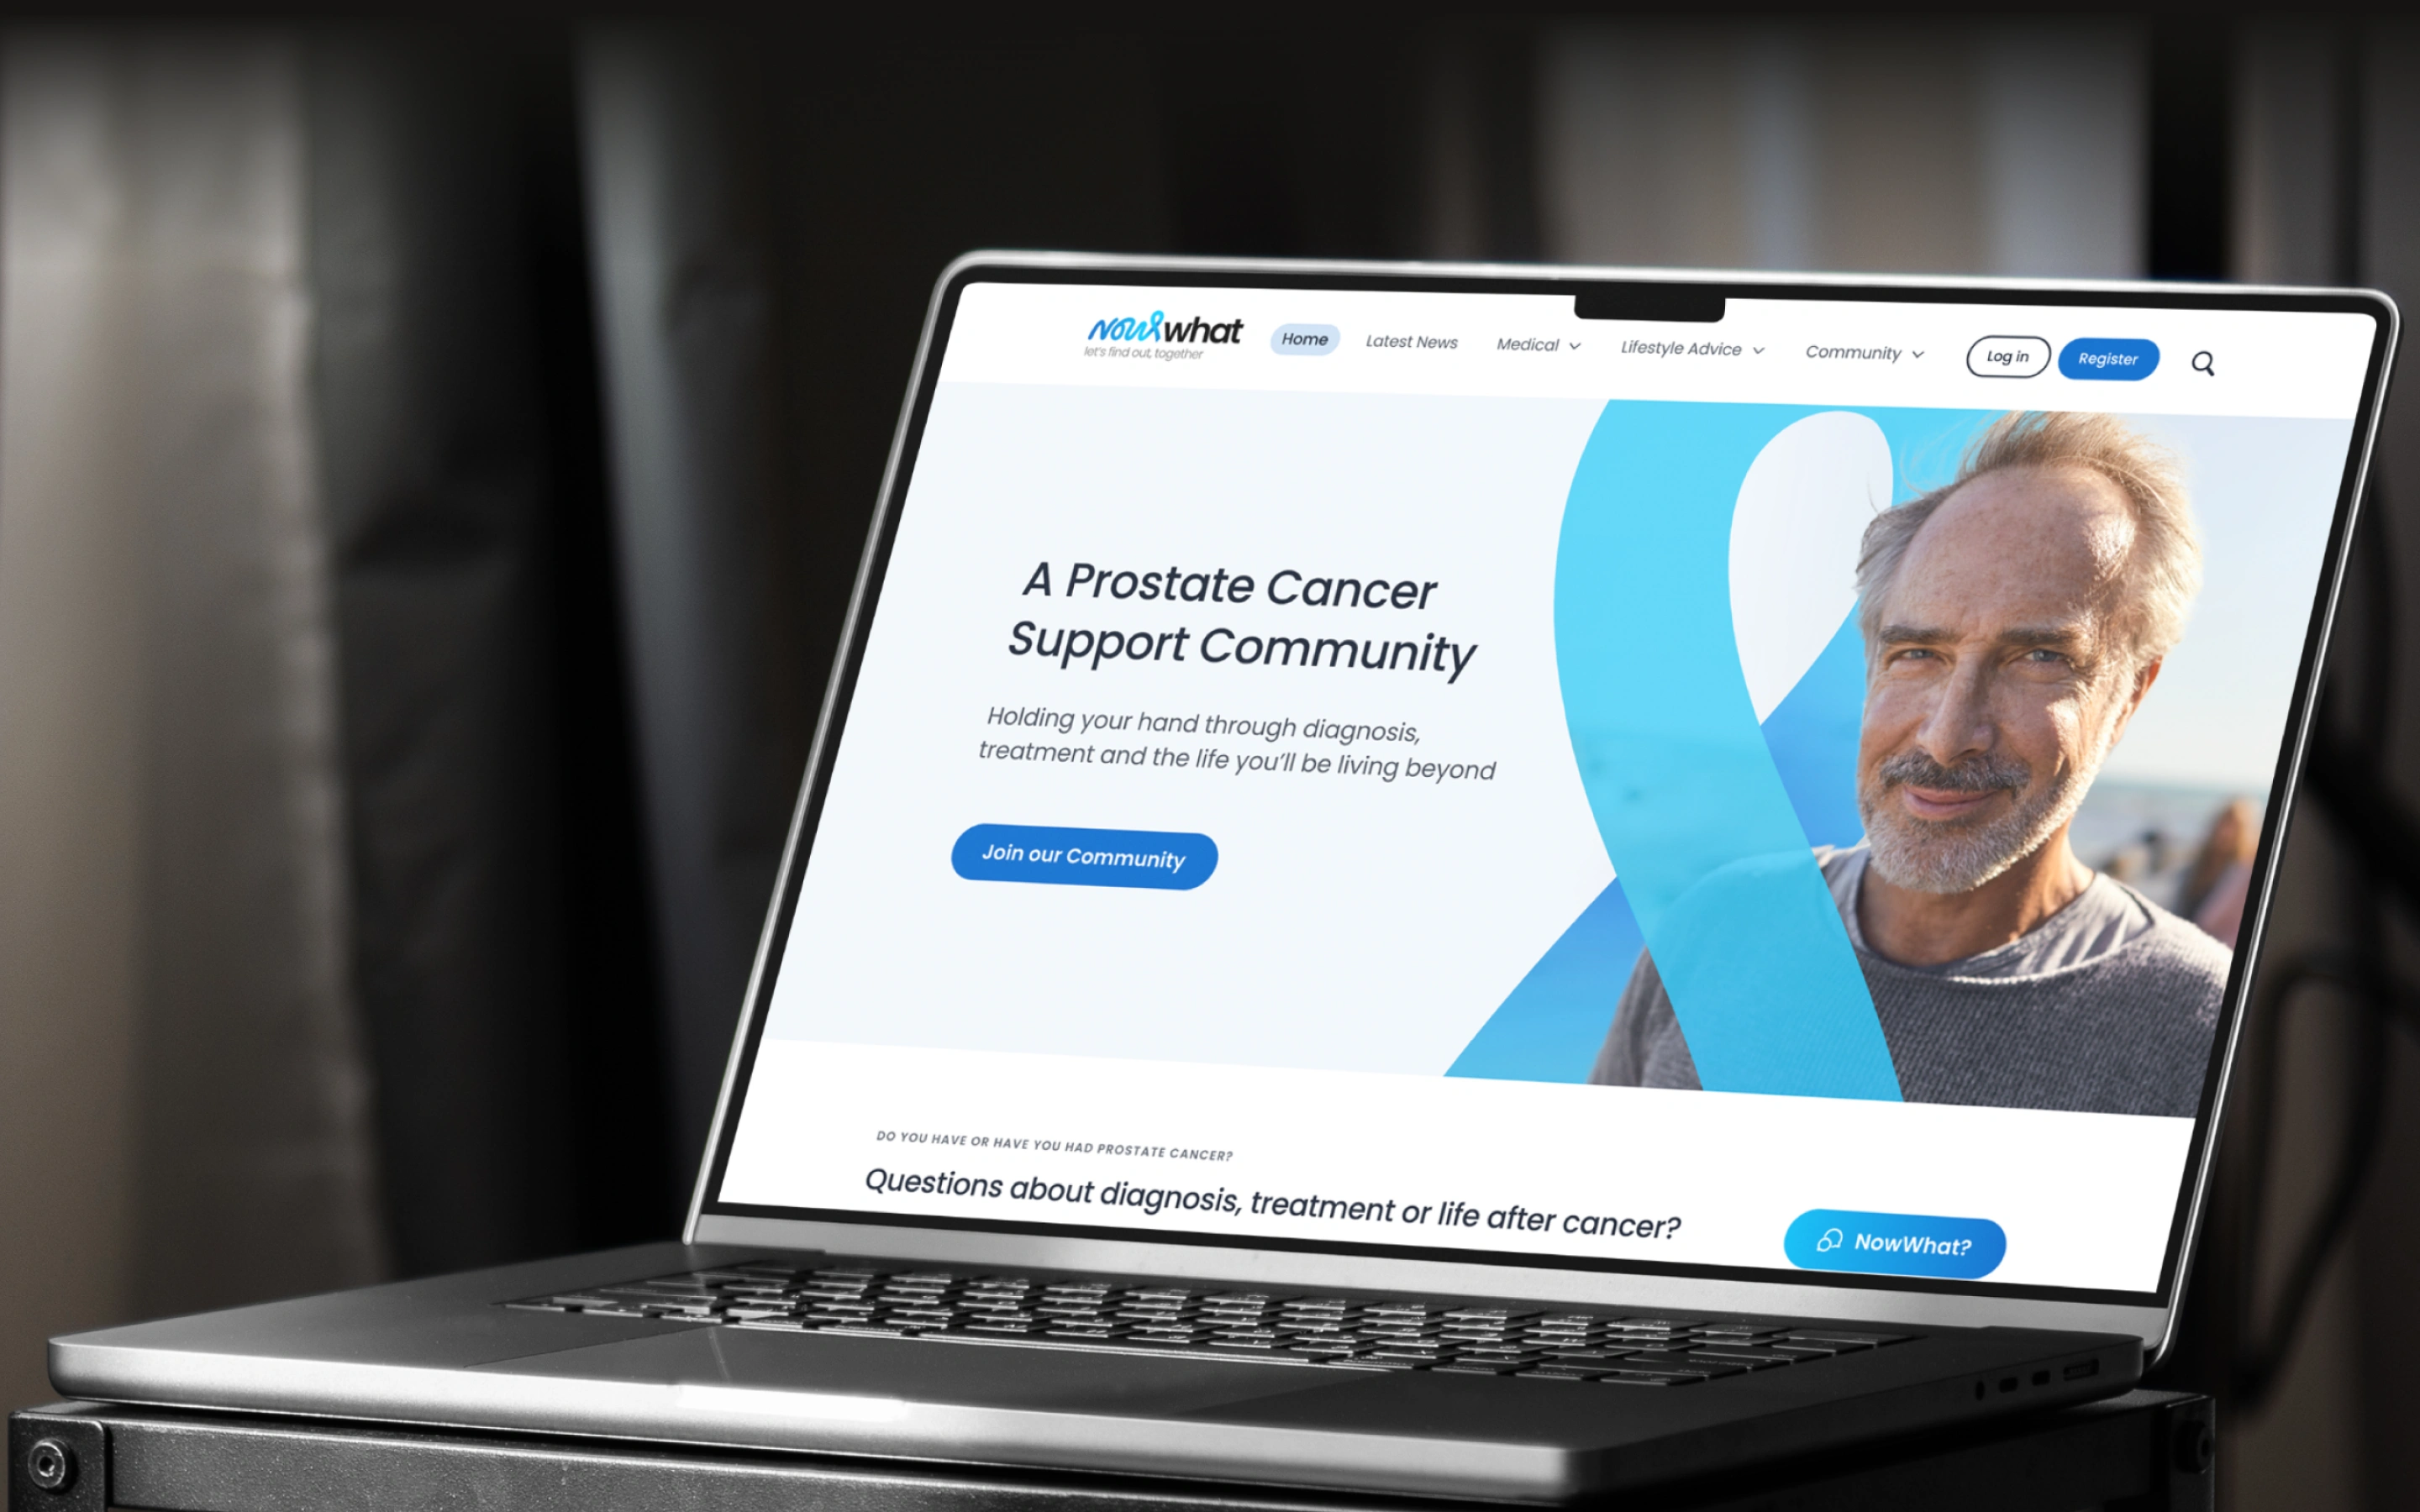 nowwhat
let's find out, together
Home
Latest News
Medical
Lifestyle Advice
Community
Log in
Register
A Prostate Cancer
Support Community
Holding your hand through diagnosis,
treatment and the life you'll be living beyond
Join our Community
DO YOU HAVE OR HAVE YOU HAD PROSTATE CANCER?
Questions about diagnosis, treatment or life after cancer?
NowWhat?